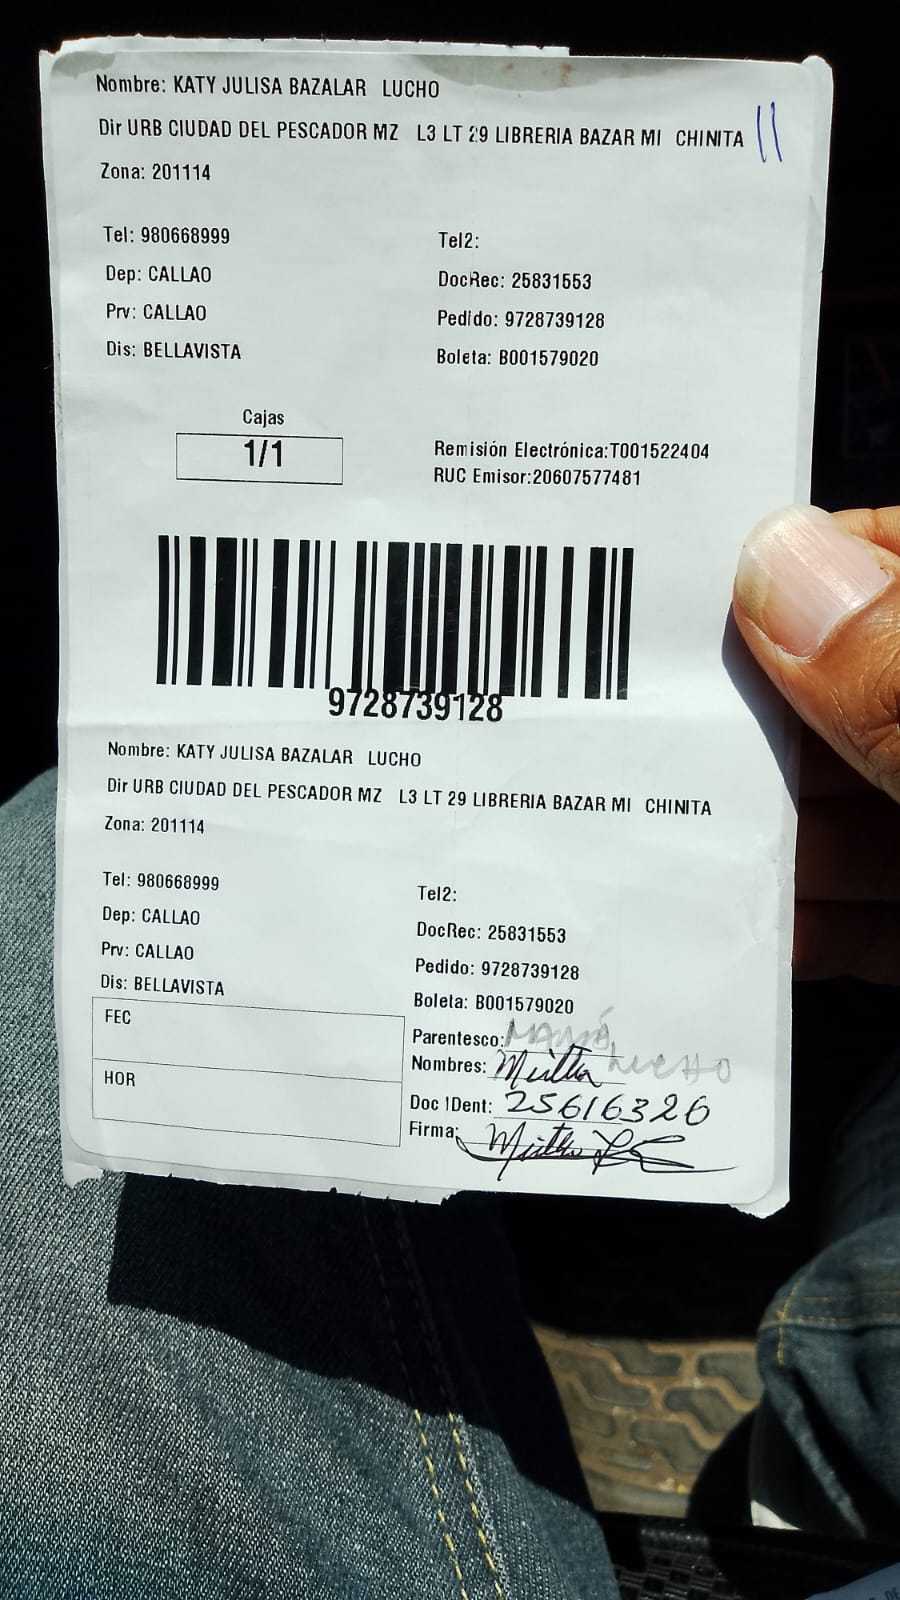 Nombre: KATY JULISA BAZALAR LUCHO
Dir URB CIUDAD DEL PESCADOR MZ L3 LT 29 LIBRERIA BAZAR MI CHINITA 11
Zona: 201114
Tel: 980668999 Tel2:
Dep: CALLAO DocRec: 25831553
Prv: CALLAO Pedido: 9728739128
Dis: BELLAVISTA Boleta: B001579020
Cajas
1/1
Remisión Electrónica:T001522404
RUC Emisor:20607577481
9728739128
Nombre: KATY JULISA BAZALAR LUCHO
Dir URB CIUDAD DEL PESCADOR MZ L3 LT 29 LIBRERIA BAZAR MI CHINITA
Zona: 201114
Tel: 980668999 Tel2:
Dep: CALLAO DocRec: 25831553
Prv: CALLAO Pedido: 9728739128
Dis: BELLAVISTA Boleta: B001579020
FEC
HOR
Parentesco: MAMÁ
Nombres: Mirtha LUCHO
Doc IDent: 25616326
Firma: Mirtha